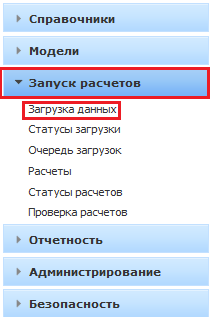 Справочники
Модели
Запуск расчетов
Загрузка данных
Статусы загрузки
Очередь загрузок
Расчеты
Статусы расчетов
Проверка расчетов
Отчетность
Администрирование
Безопасность